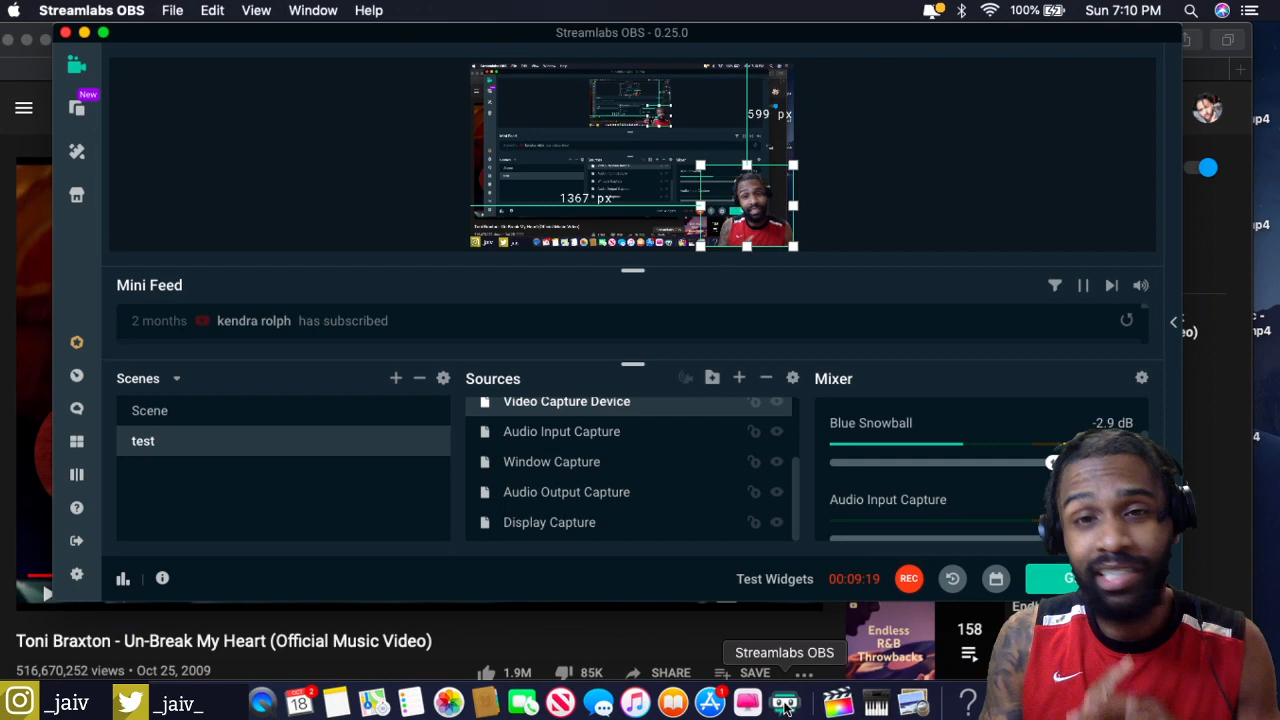 Streamlabs OBS File Edit View Window Help
100% Sun 7:10 PM
Streamlabs OBS - 0.25.0
New
599 px
1367 px
Mini Feed
2 months kendra rolph has subscribed
Scenes
Scene
test
Sources
Video Capture Device
Audio Input Capture
Window Capture
Audio Output Capture
Display Capture
Mixer
Blue Snowball -2.9 dB
Audio Input Capture
Test Widgets 00:09:19 REC
Toni Braxton - Un-Break My Heart (Official Music Video)
516,670,252 views • Oct 25, 2009
1.9M 85K SHARE SAVE
Streamlabs OBS
Endless
R&B
Throwbacks
158
_jaiv
_jaiv_
18
2
1